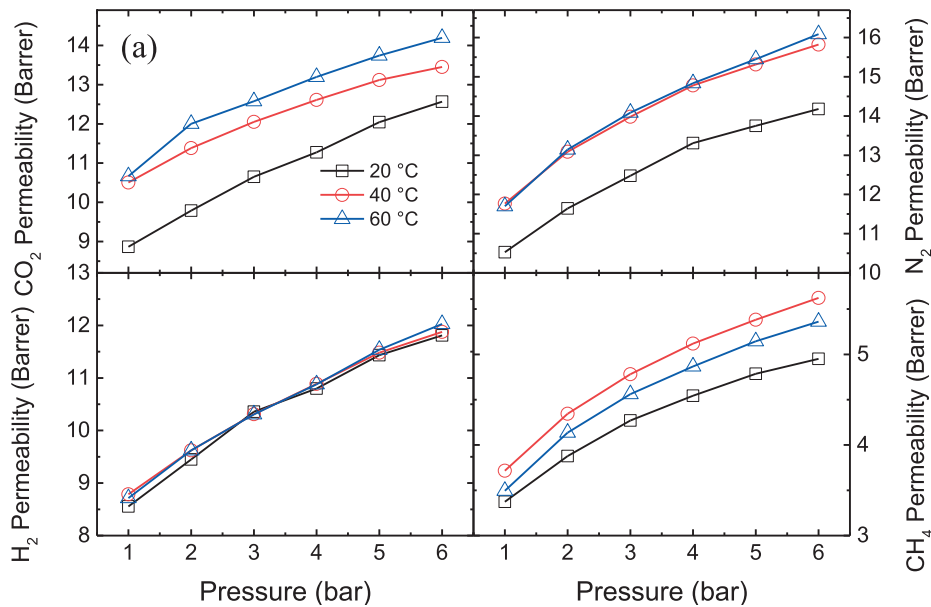 (a)
CO2 Permeability (Barrer)
14
13
12
11
10
9
13
20 °C
40 °C
60 °C
N2 Permeability (Barrer)
16
15
14
13
12
11
10
H2 Permeability (Barrer)
12
11
10
9
8
CH4 Permeability (Barrer)
5
4
3
1 2 3 4 5 6
1 2 3 4 5 6
Pressure (bar)
Pressure (bar)